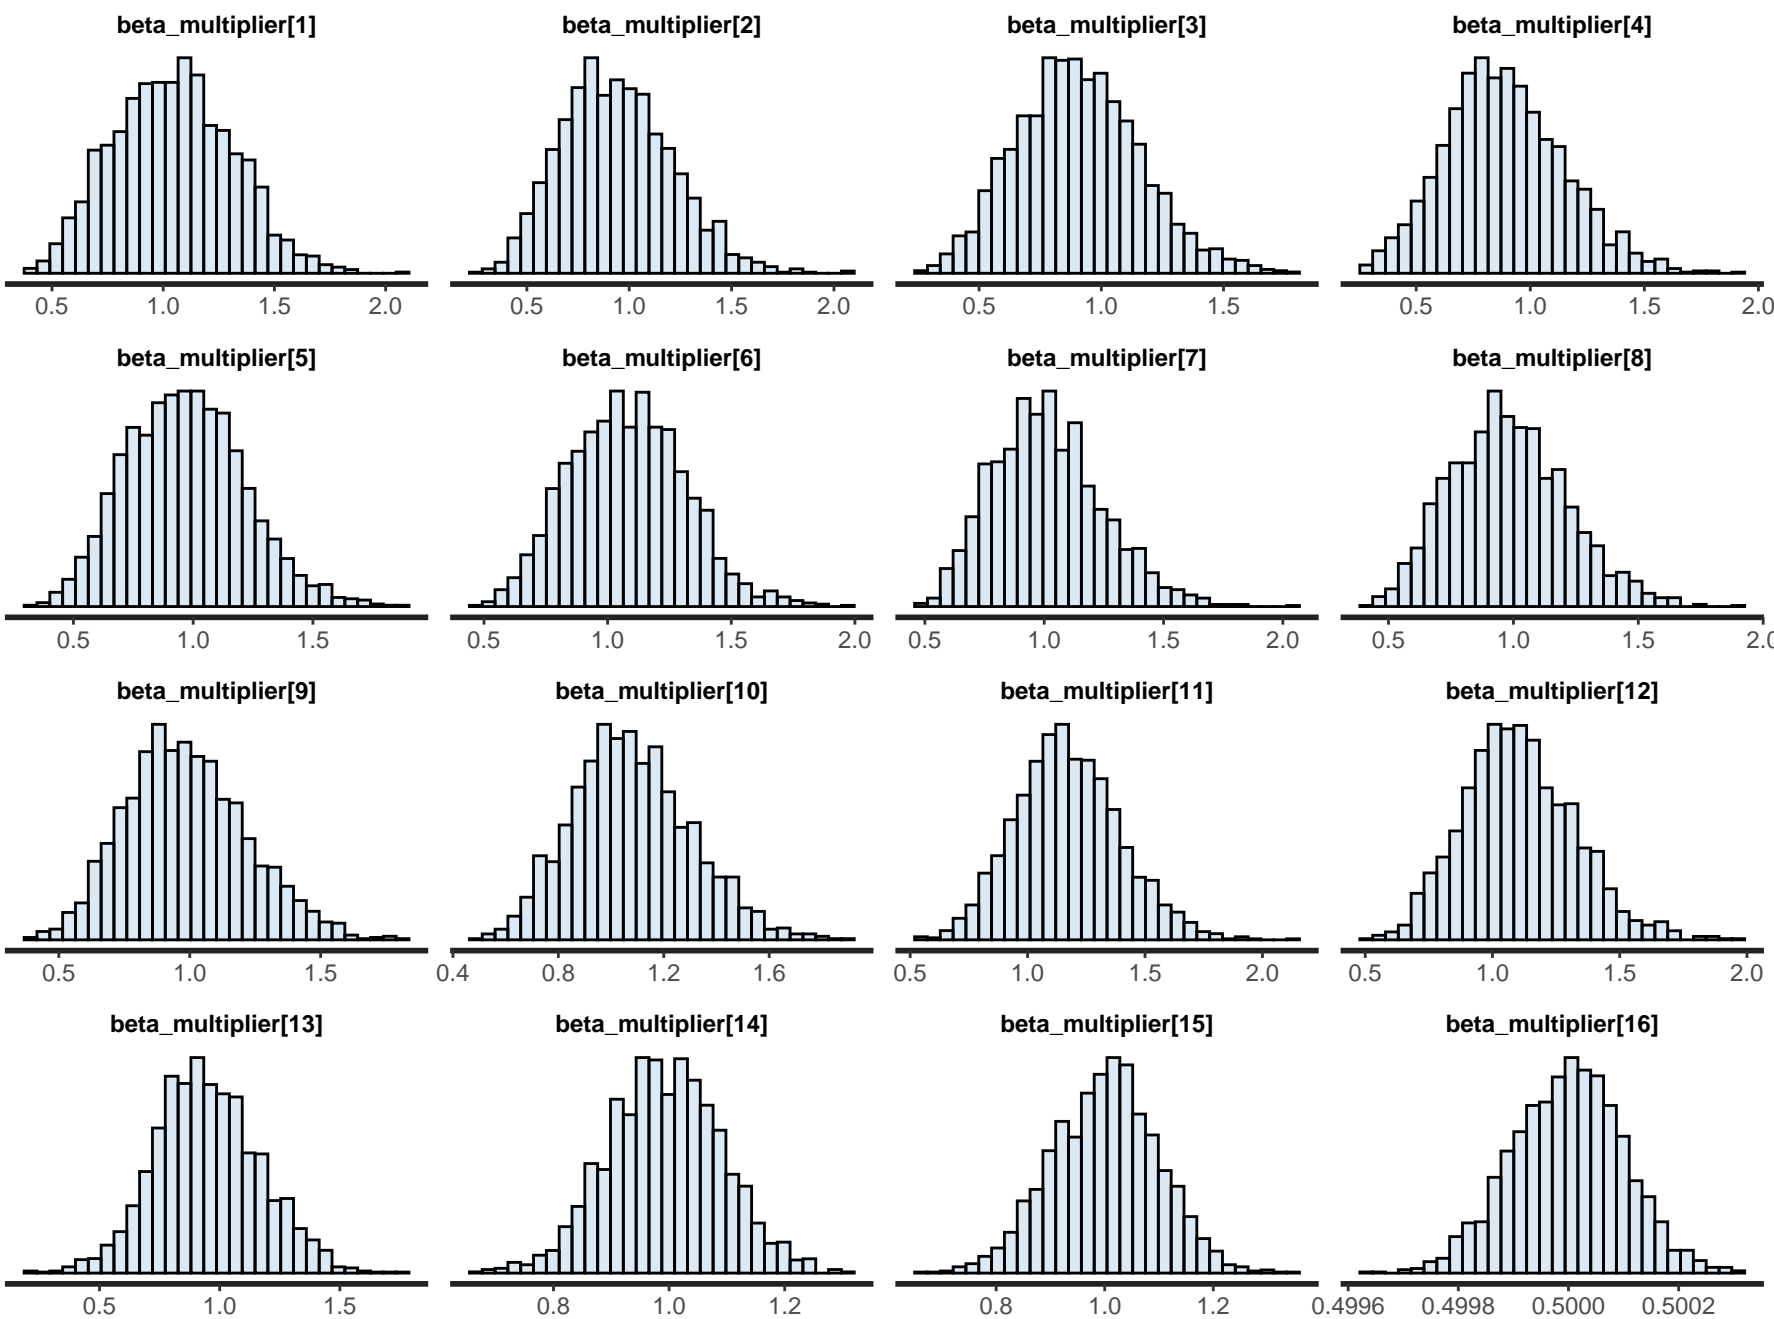 beta_multiplier[1] beta_multiplier[2] beta_multiplier[3] beta_multiplier[4]
0.5 1.0 1.5 2.0 0.5 1.0 1.5 2.0 0.5 1.0 1.5 0.5 1.0 1.5 2.0
beta_multiplier[5] beta_multiplier[6] beta_multiplier[7] beta_multiplier[8]
0.5 1.0 1.5 0.5 1.0 1.5 2.0 0.5 1.0 1.5 2.0 0.5 1.0 1.5 2.0
beta_multiplier[9] beta_multiplier[10] beta_multiplier[11] beta_multiplier[12]
0.5 1.0 1.5 0.4 0.8 1.2 1.6 0.5 1.0 1.5 2.0 0.5 1.0 1.5 2.0
beta_multiplier[13] beta_multiplier[14] beta_multiplier[15] beta_multiplier[16]
0.5 1.0 1.5 0.8 1.0 1.2 0.8 1.0 1.2 0.4996 0.4998 0.5000 0.5002